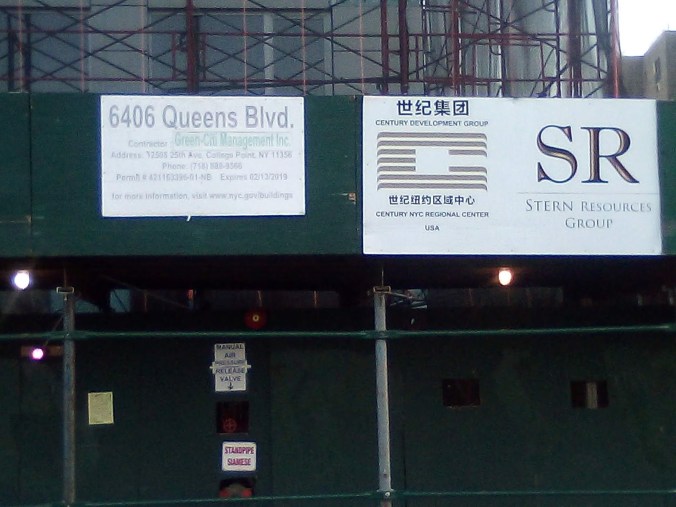 6406 Queens Blvd.
Contractor: Green-Citi Management Inc.
Address: 12508 25th Ave, College Point, NY 11356
Phone: (718)
Permit # Expires 02/13/2019
for more information, visit www.nyc.gov/buildings
世纪集团
CENTURY DEVELOPMENT GROUP
世纪纽约区域中心
CENTURY NYC REGIONAL CENTER
USA
SR
STERN RESOURCES
GROUP
MANUAL
AIR
PRESSURE
RELEASE
VALVE
STANDPIPE
SIAMESE